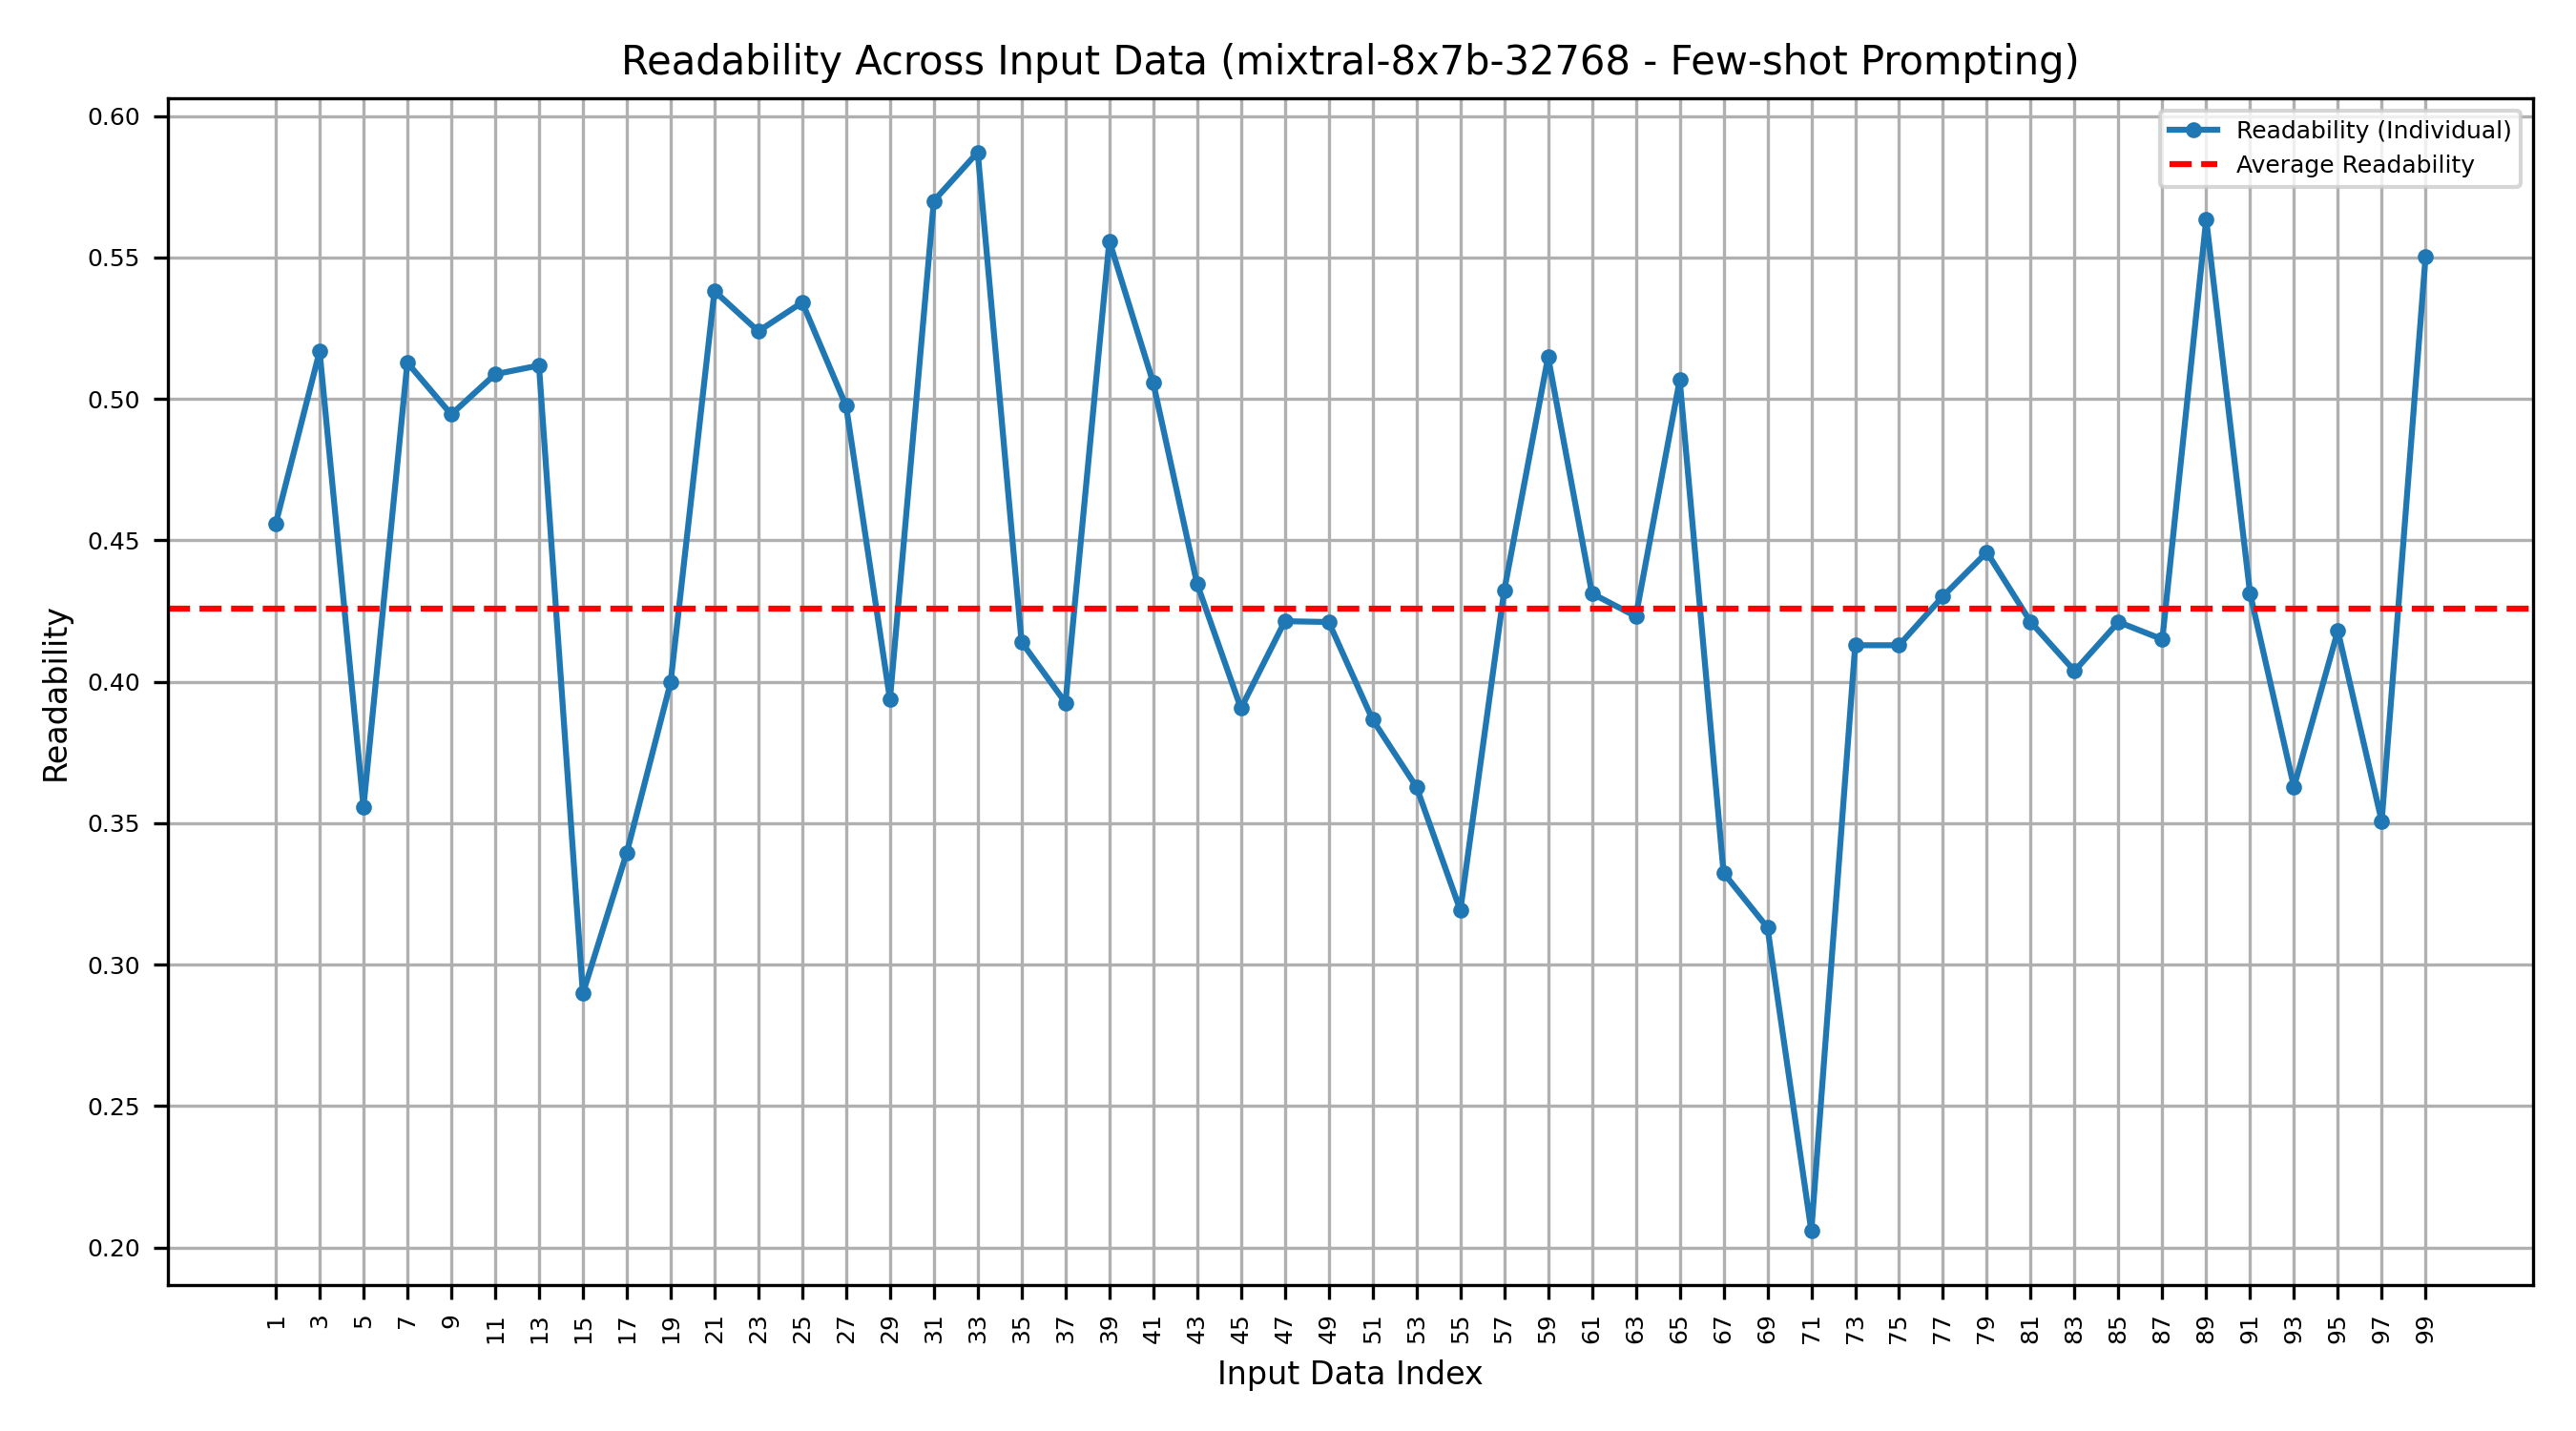 Readability Across Input Data (mixtral-8x7b-32768 - Few-shot Prompting)
Readability (Individual)
Average Readability
Readability
0.60
0.55
0.50
0.45
0.40
0.35
0.30
0.25
0.20
1 3 5 7 9 11 13 15 17 19 21 23 25 27 29 31 33 35 37 39 41 43 45 47 49 51 53 55 57 59 61 63 65 67 69 71 73 75 77 79 81 83 85 87 89 91 93 95 97 99
Input Data Index